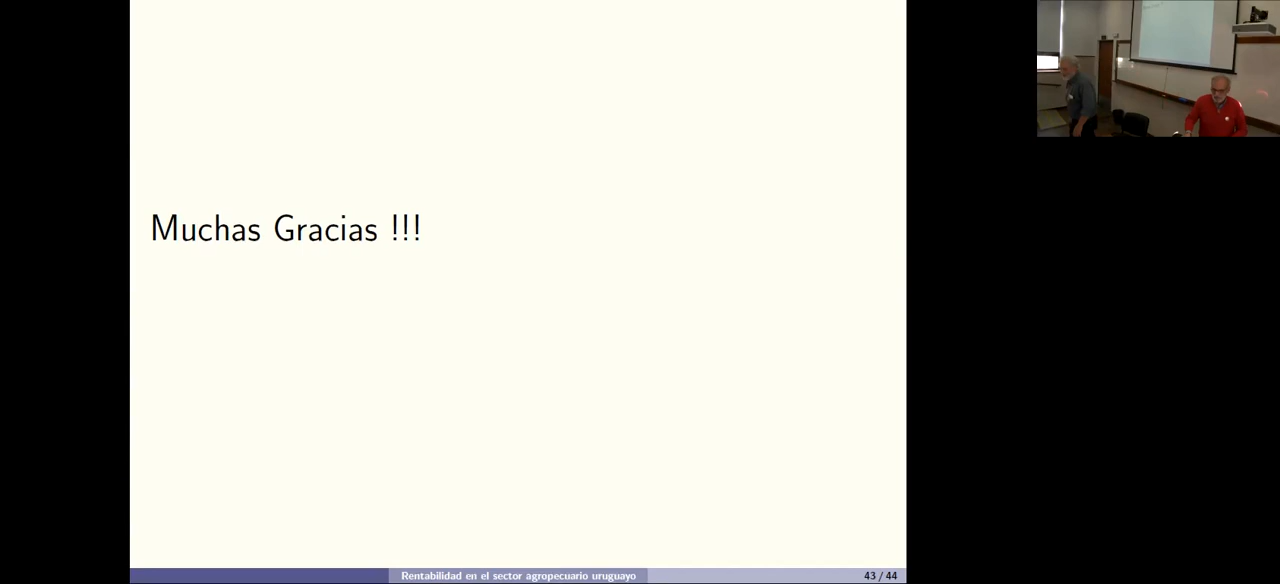 Muchas Gracias !!!
Rentabilidad en el sector agropecuario uruguayo
43 / 44